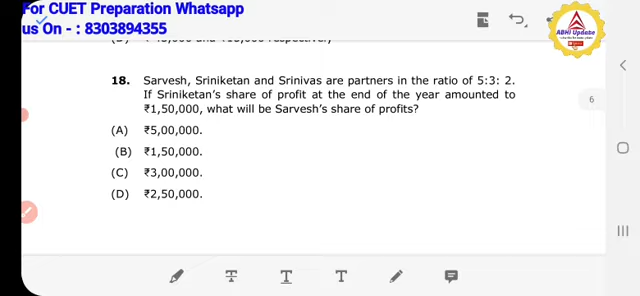 For CUET Preparation Whatsapp
us On - : 8303894355
ABHI Update
18. Sarvesh, Sriniketan and Srinivas are partners in the ratio of 5:3: 2.
If Sriniketan's share of profit at the end of the year amounted to
₹1,50,000, what will be Sarvesh's share of profits?
6
(A) ₹5,00,000.
(B) ₹1,50,000.
(C) ₹3,00,000.
(D) ₹2,50,000.
T
T